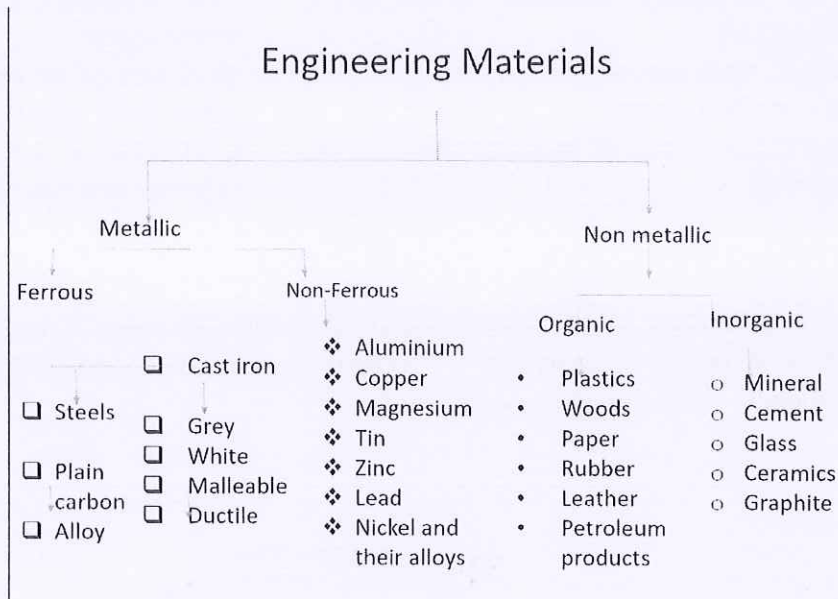 Engineering Materials
Metallic
Non metallic
Ferrous
Non-Ferrous
Organic
Inorganic
❑ Cast iron
❑ Steels
❑ Plain
carbon
❑ Alloy
❑ Grey
❑ White
❑ Malleable
❑ Ductile
❖ Aluminium
❖ Copper
❖ Magnesium
❖ Tin
❖ Zinc
❖ Lead
❖ Nickel and
their alloys
• Plastics
• Woods
• Paper
• Rubber
• Leather
• Petroleum
products
o Mineral
o Cement
o Glass
o Ceramics
o Graphite